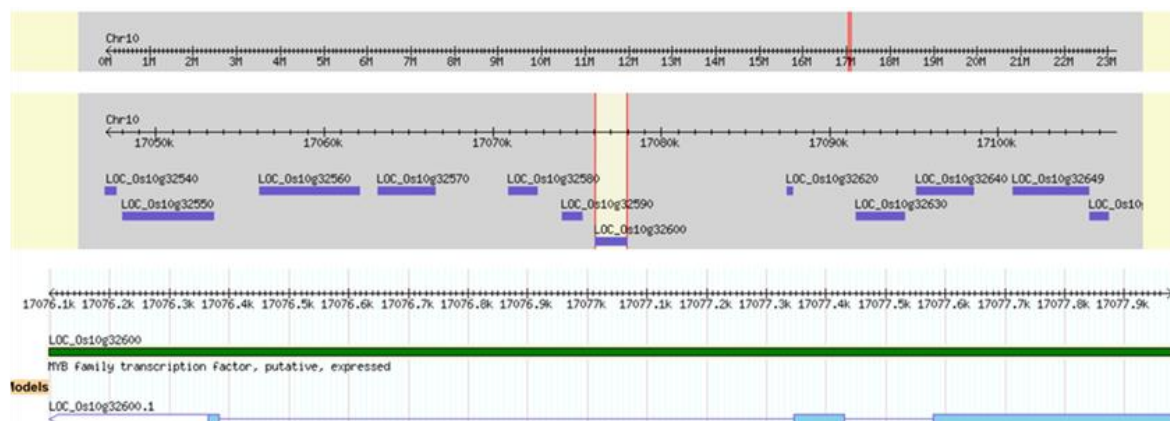 Chr10
0M 1M 2M 3M 4M 5M 6M 7M 8M 9M 10M 11M 12M 13M 14M 15M 16M 17M 18M 19M 20M 21M 22M 23M
Chr10
17050k 17060k 17070k 17080k 17090k 17100k
LOC_Os10g32540 LOC_Os10g32560 LOC_Os10g32570 LOC_Os10g32580 LOC_Os10g32620 LOC_Os10g32640 LOC_Os10g32649
LOC_Os10g32550 LOC_Os10g32590 LOC_Os10g32630 LOC_Os10
LOC_Os10g32600
17076.1k 17076.2k 17076.3k 17076.4k 17076.5k 17076.6k 17076.7k 17076.8k 17076.9k 17077k 17077.1k 17077.2k 17077.3k 17077.4k 17077.5k 17077.6k 17077.7k 17077.8k 17077.9k
LOC_Os10g32600
MYB family transcription factor, putative, expressed
Models
LOC_Os10g32600.1